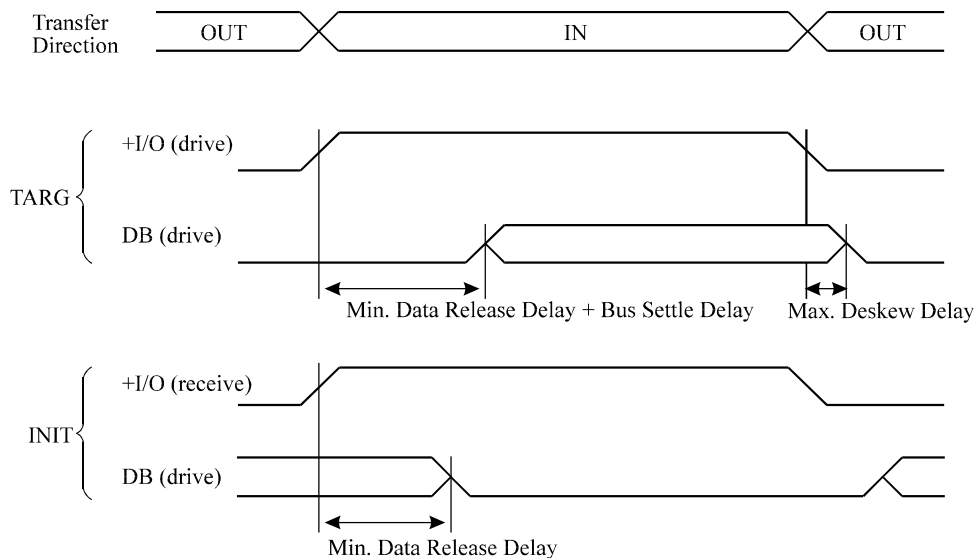 Transfer
Direction
OUT
IN
OUT
TARG
+I/O (drive)
DB (drive)
Min. Data Release Delay + Bus Settle Delay
Max. Deskew Delay
INIT
+I/O (receive)
DB (drive)
Min. Data Release Delay